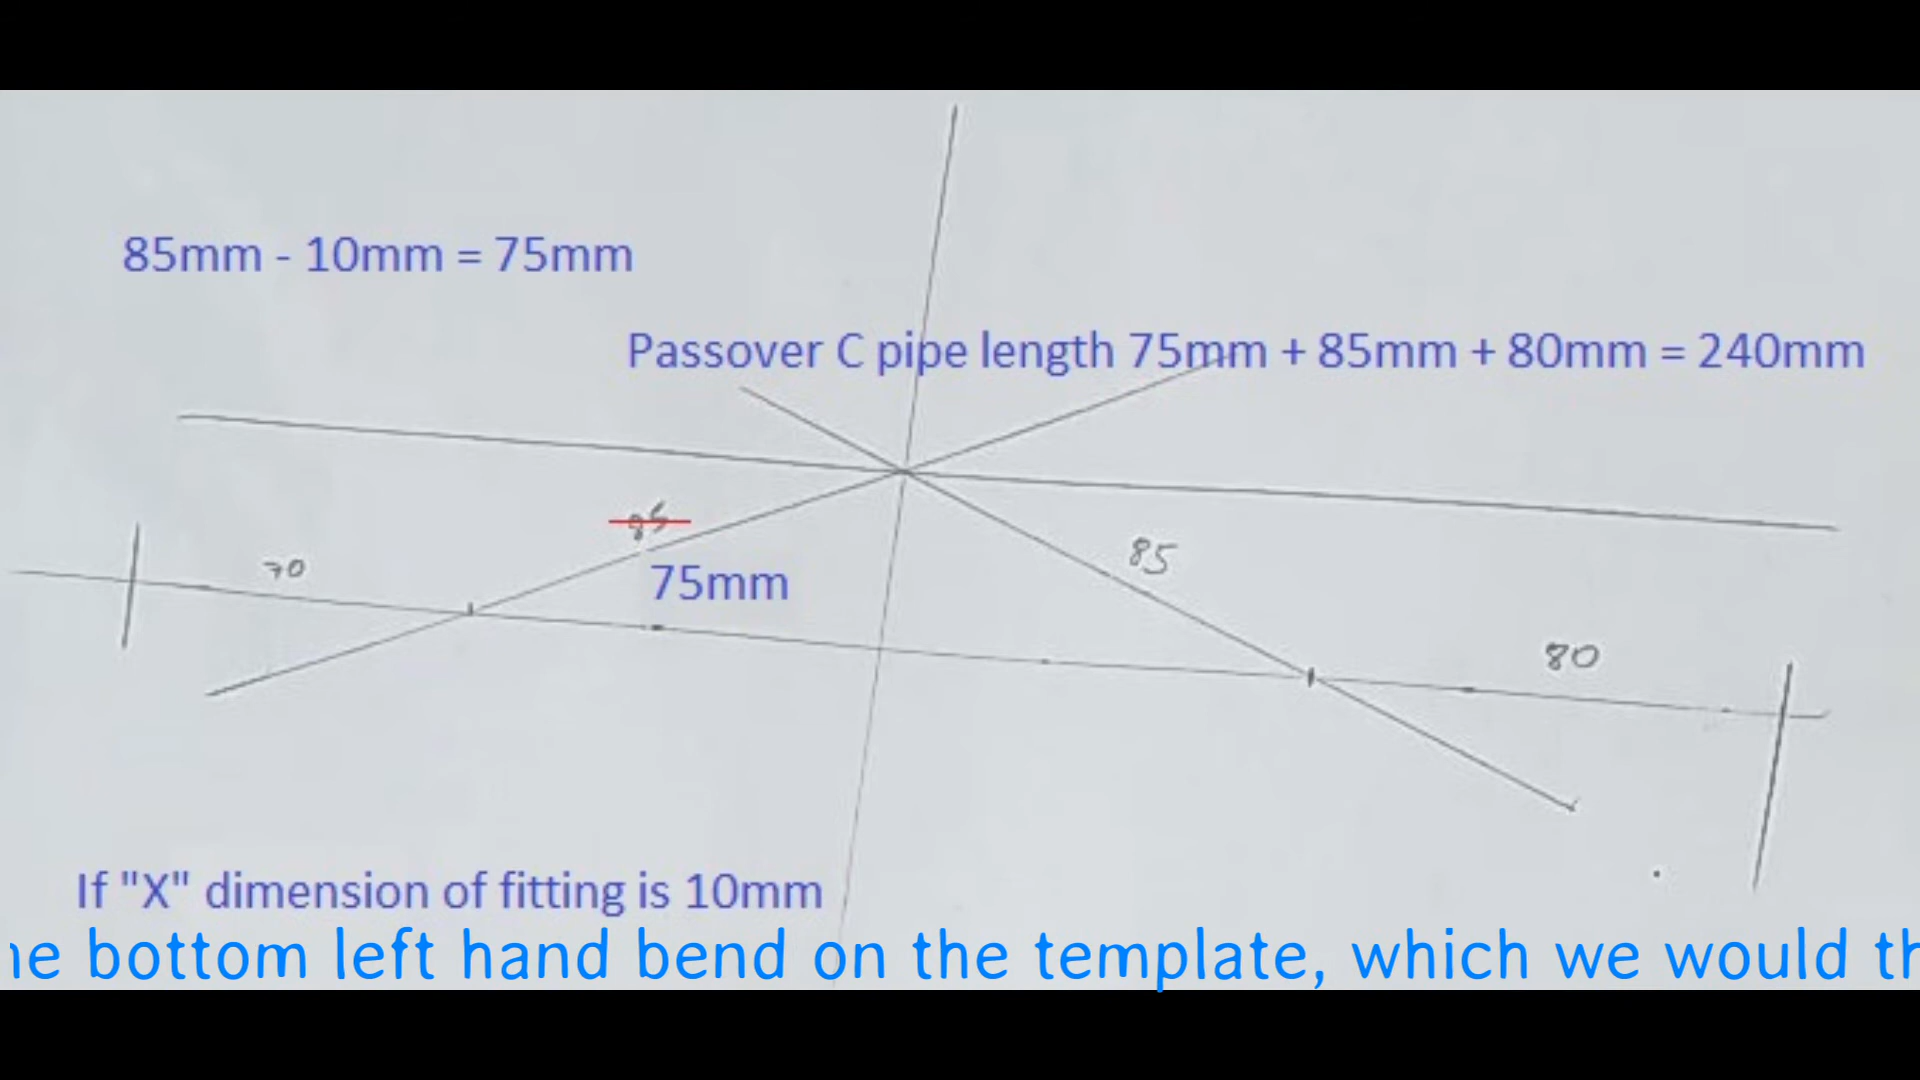 85mm - 10mm = 75mm
Passover C pipe length 75mm + 85mm + 80mm = 240mm
85
85
70
75mm
80
If "X" dimension of fitting is 10mm
bottom left hand bend on the template, which we would